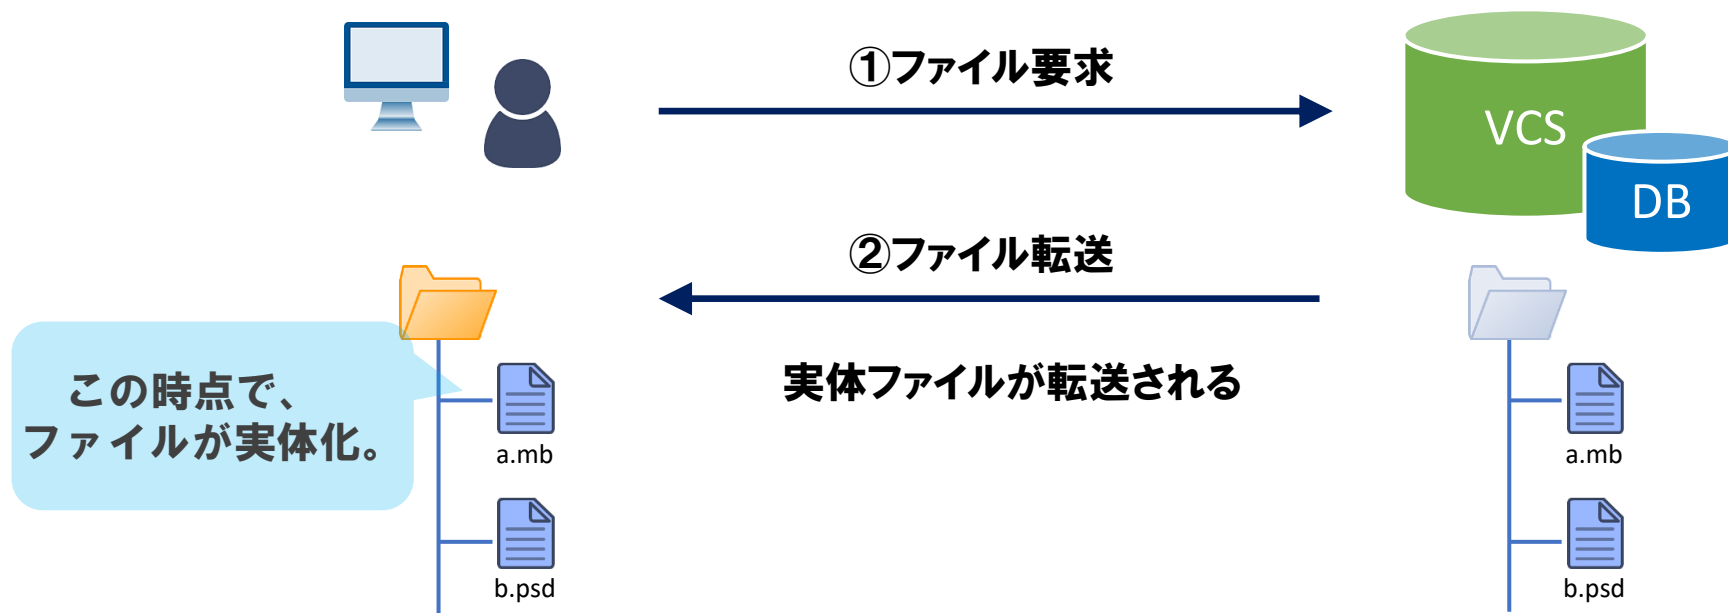 ①ファイル要求
VCS
DB
②ファイル転送
実体ファイルが転送される
この時点で、
ファイルが実体化。
a.mb
b.psd
a.mb
b.psd